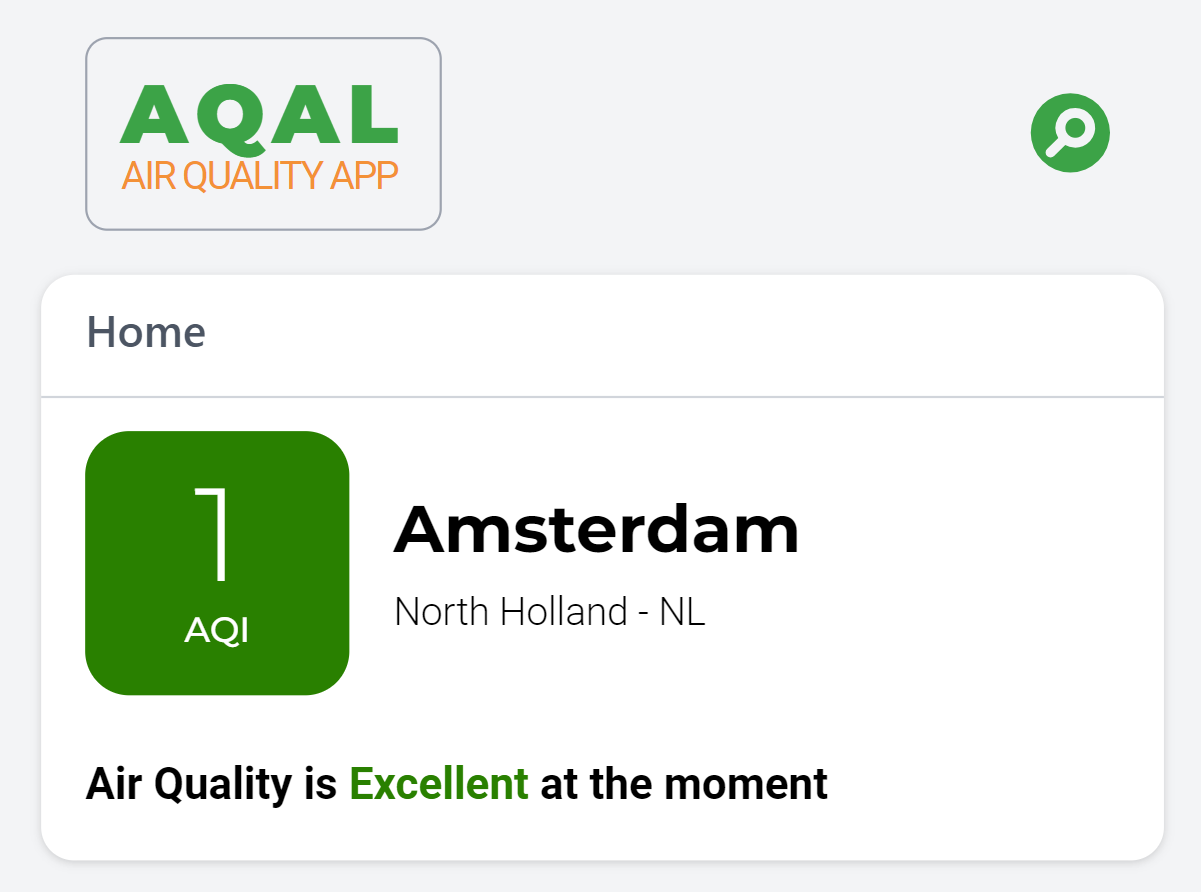 AQAL
AIR QUALITY APP
Home
1
AQI
Amsterdam
North Holland - NL
Air Quality is Excellent at the moment